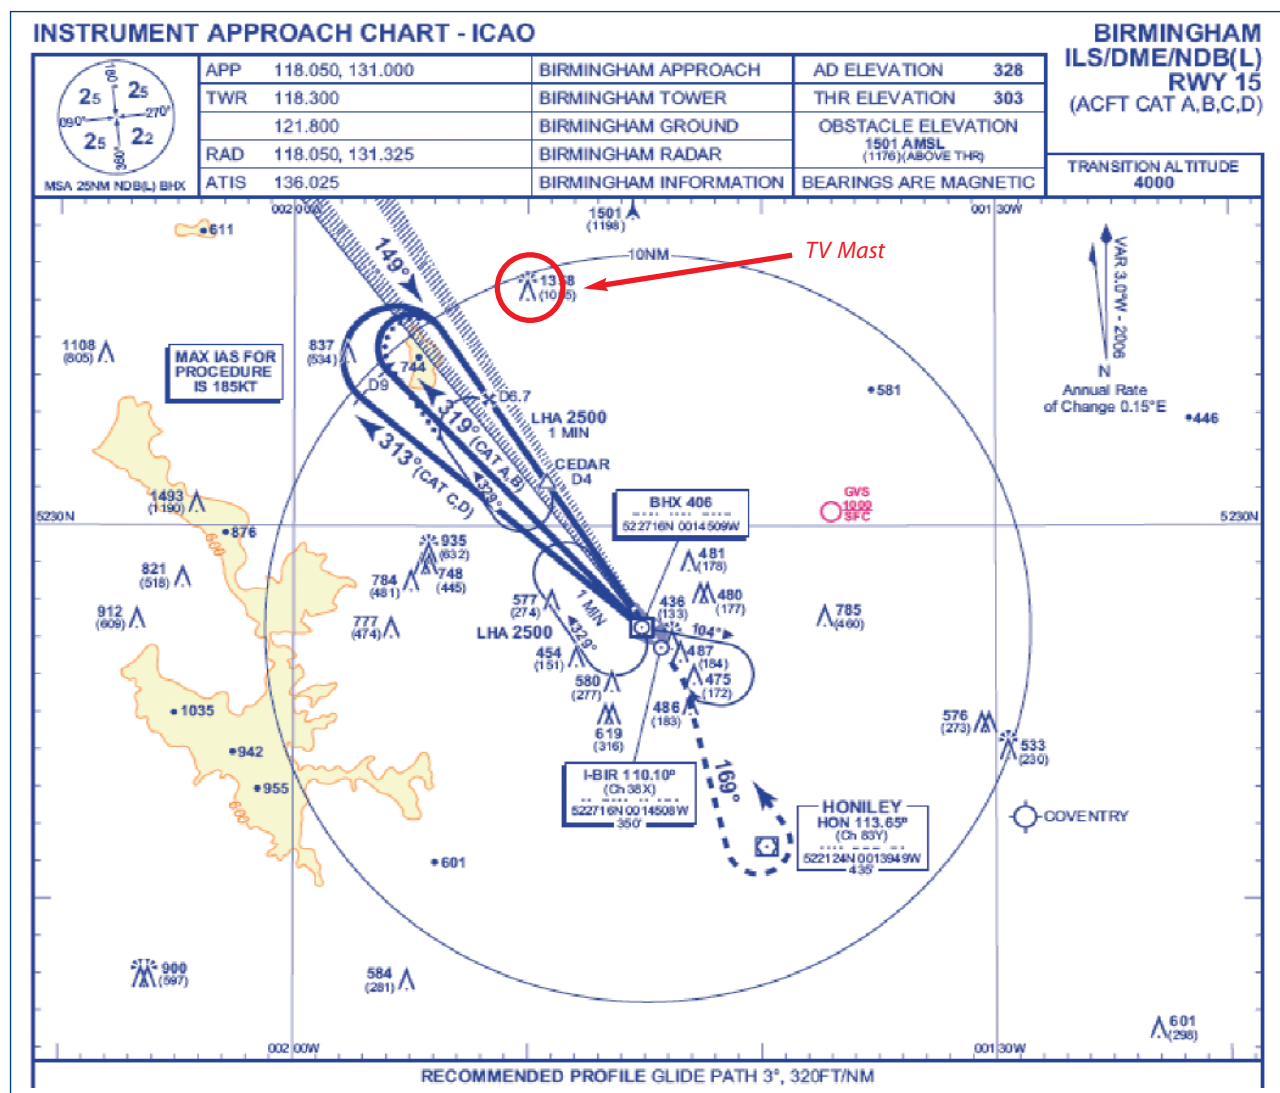 INSTRUMENT APPROACH CHART - ICAO
BIRMINGHAM
ILS/DME/NDB(L)
RWY 15
(ACFT CAT A,B,C,D)
180°
25 25
090° 270°
25 22
360°
MSA 25NM NDB(L) BHX
APP 118.050, 131.000 BIRMINGHAM APPROACH
TWR 118.300 BIRMINGHAM TOWER
121.800 BIRMINGHAM GROUND
RAD 118.050, 131.325 BIRMINGHAM RADAR
ATIS 136.025 BIRMINGHAM INFORMATION
AD ELEVATION 328
THR ELEVATION 303
OBSTACLE ELEVATION
1501 AMSL
(1176)(ABOVE THR)
BEARINGS ARE MAGNETIC
TRANSITION ALTITUDE
4000
002 00W
001 30W
611
1501
(1198)
TV Mast
10NM
149°
VAR 3.0°W - 2006
N
Annual Rate
of Change 0.15°E
1108
(805)
MAX IAS FOR
PROCEDURE
IS 185KT
837
(534)
744
D9
D6.7
581
446
LHA 2500
1 MIN
319° (CAT A,B)
313° (CAT C,D)
329°
CEDAR
D4
BHX 406
522716N 0014509W
GVS
1000
SFC
5230N
5230N
1493
(1190)
876
600
935
(632)
748
(445)
784
(481)
821
(518)
912
(609)
777
(474)
577
(274)
1 MIN
329°
LHA 2500
454
(151)
580
(277)
619
(316)
481
(178)
480
(177)
436
(133)
104°
487
(184)
475
(172)
486
(183)
785
(460)
576
(273)
533
(230)
1035
942
955
600
601
I-BIR 110.10º
(Ch 38X)
522716N 0014508W
350'
169°
HONILEY
HON 113.65º
(Ch 83Y)
522124N 0013949W
435'
COVENTRY
900
(597)
584
(281)
601
(298)
002 00W
001 30W
RECOMMENDED PROFILE GLIDE PATH 3°, 320FT/NM